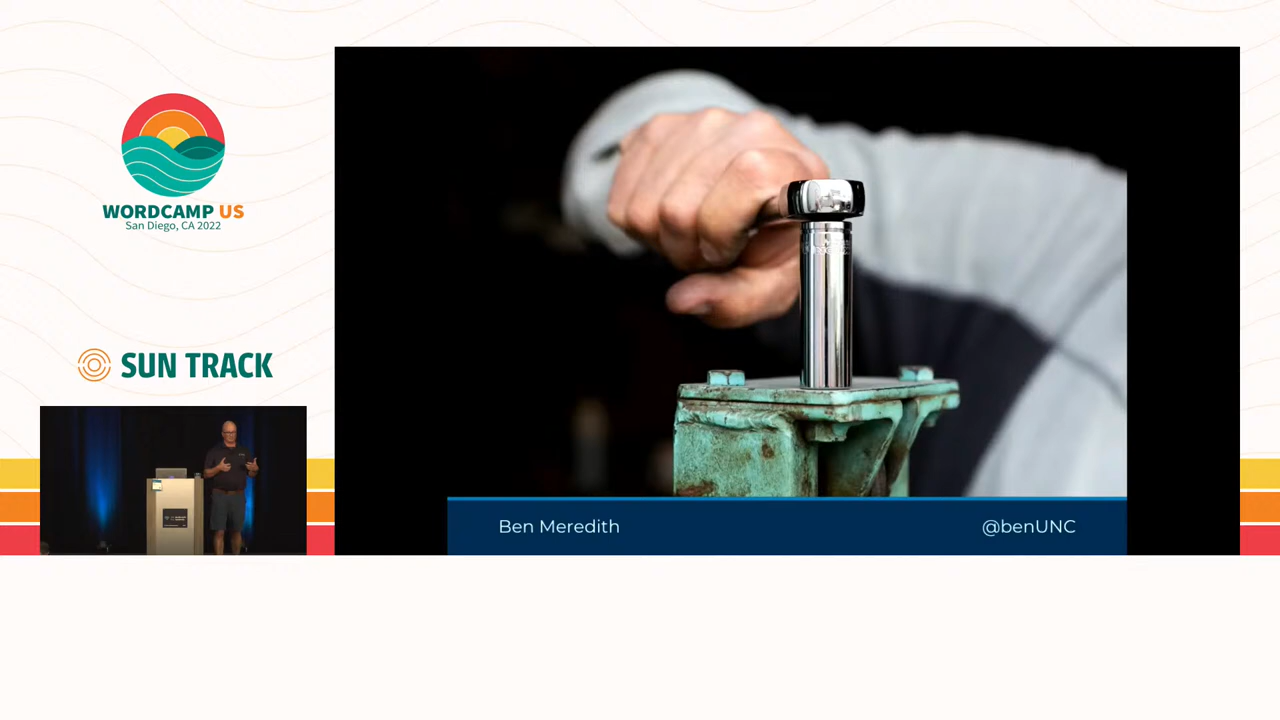 WORDCAMP US
San Diego, CA 2022
SUN TRACK
Ben Meredith
@benUNC